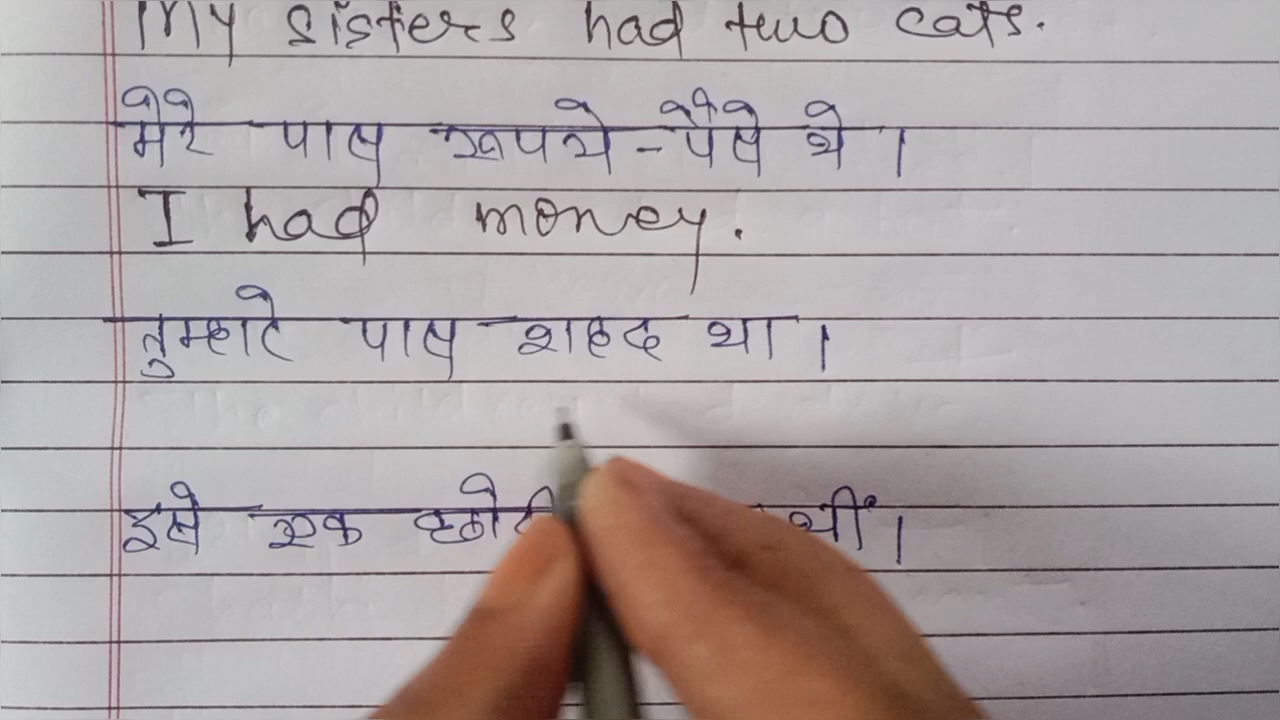 My sisters had two cats.
मेरे पास रूपये-पैसे थे ।
I had money.
तुम्हारे पास शहद था ।
इसे एक थीं ।